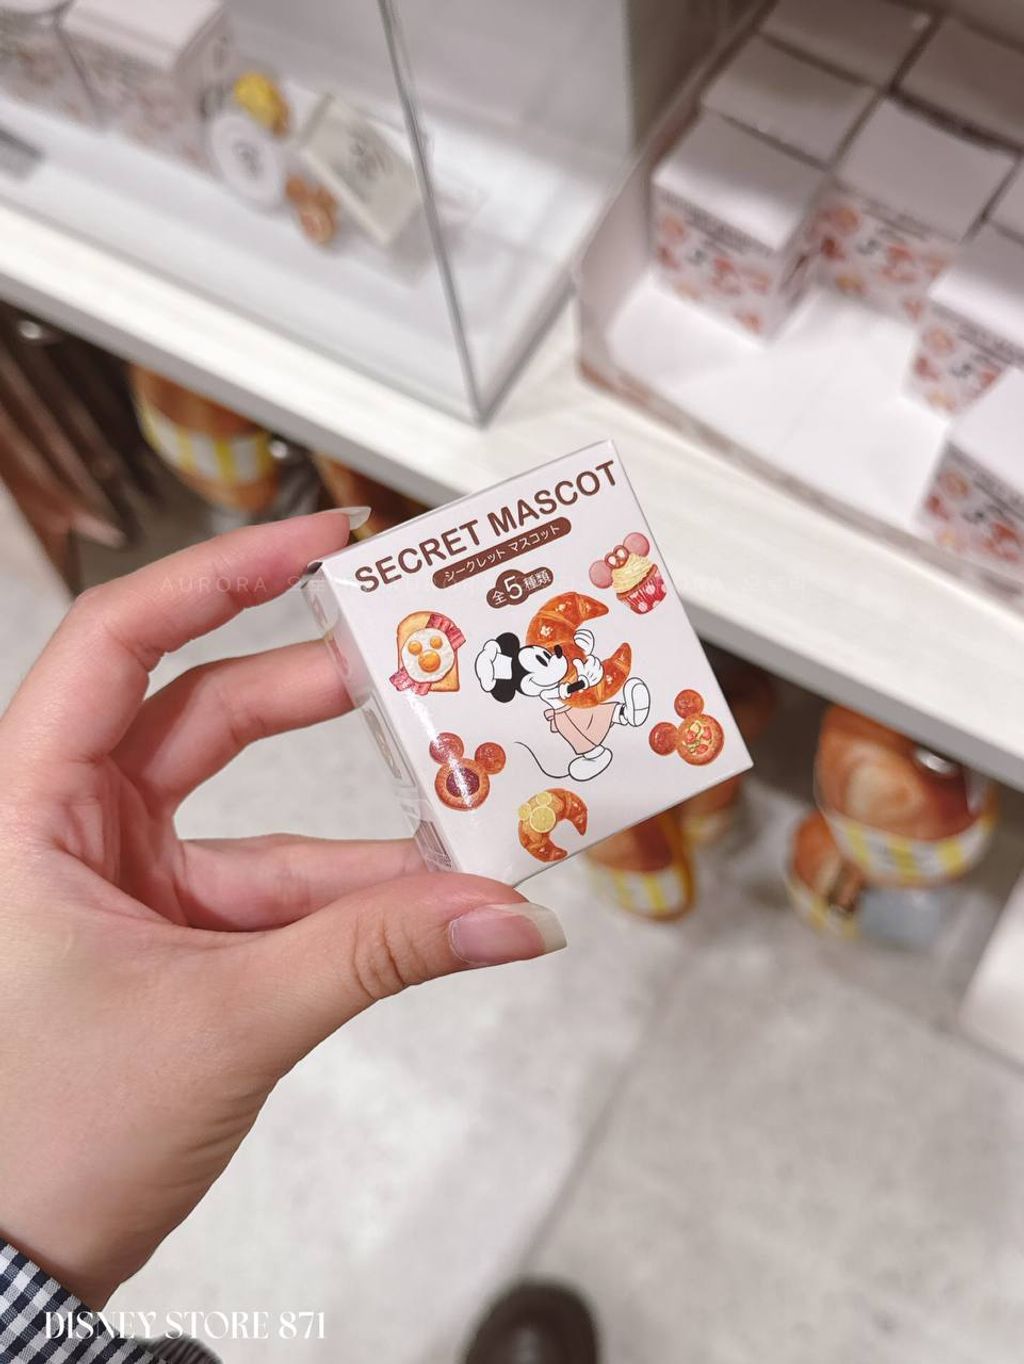 SECRET MASCOT
シークレット マスコット
全5種類
AURORA
DISNEY STORE 871